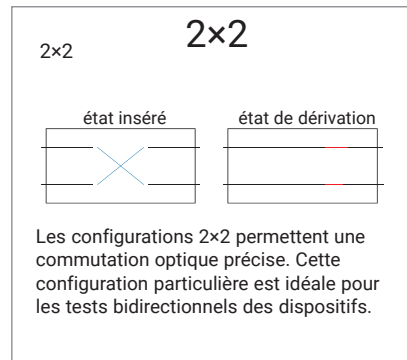 2×2
2×2
état inséré
état de dérivation
Les configurations 2×2 permettent une
commutation optique précise. Cette
configuration particulière est idéale pour
les tests bidirectionnels des dispositifs.